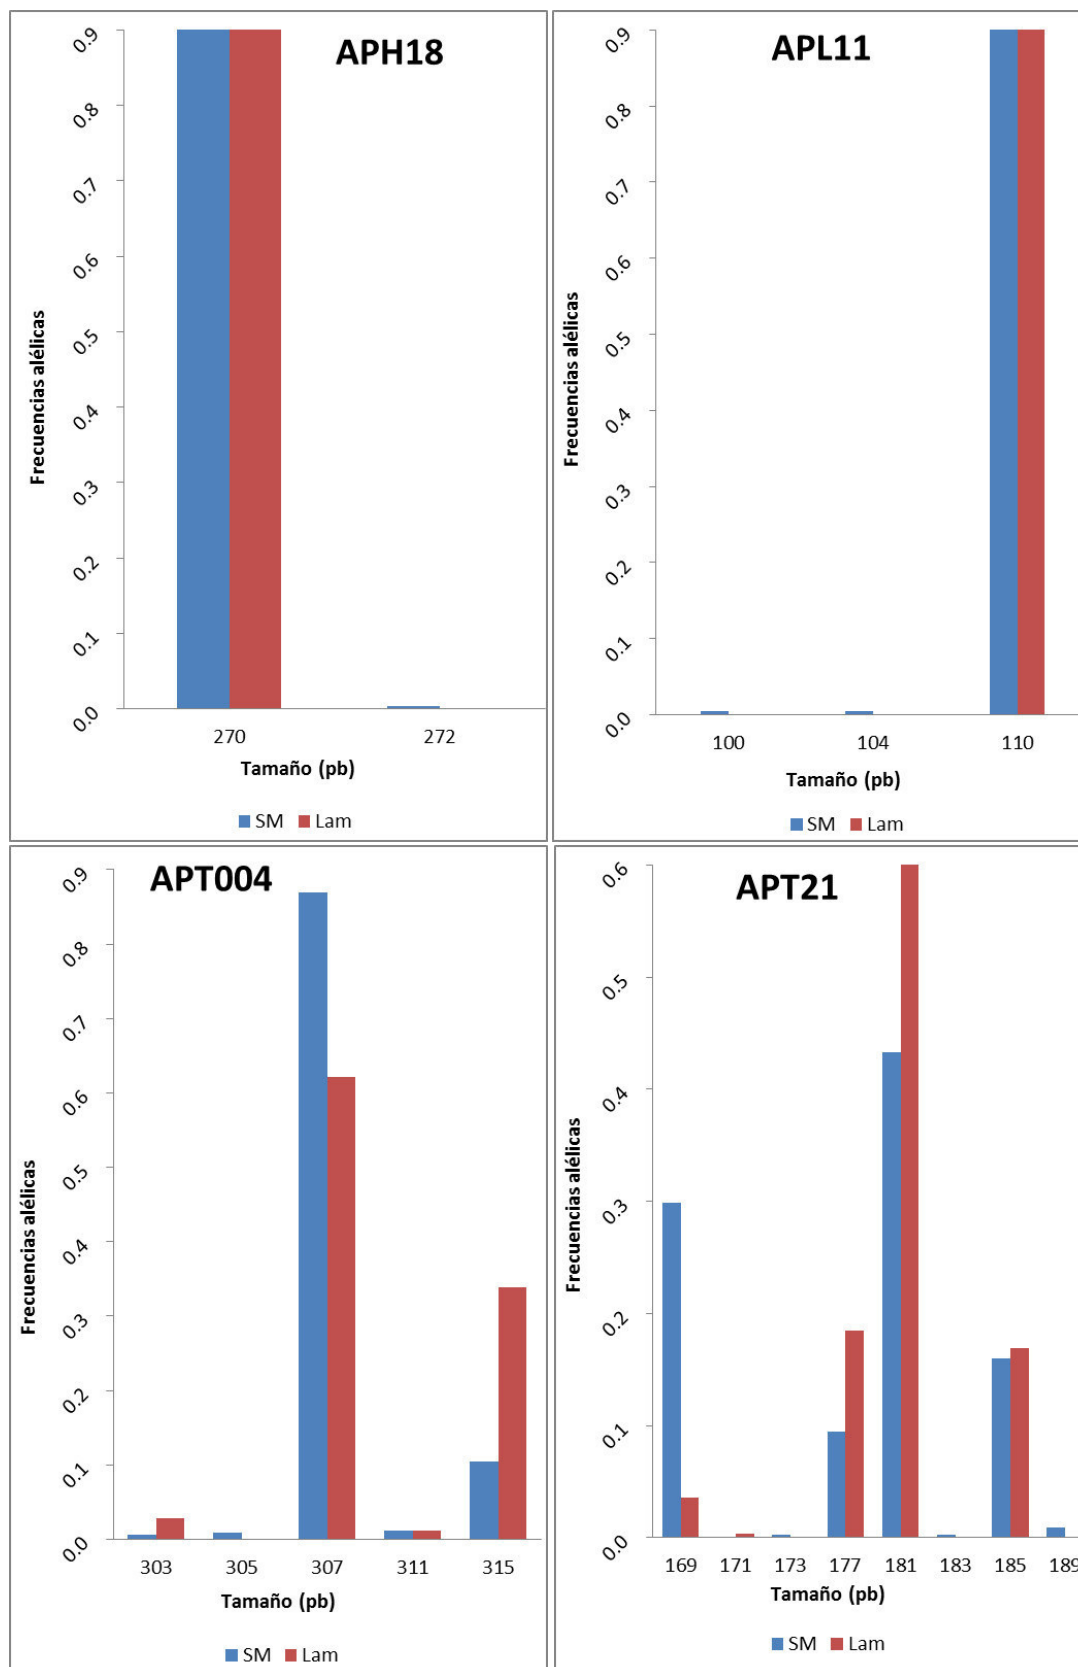 APH18
0.9
0.8
0.7
0.6
0.5
0.4
0.3
0.2
0.1
0.0
Frecuencias alélicas
270 272
Tamaño (pb)
SM Lam
APL11
0.9
0.8
0.7
0.6
0.5
0.4
0.3
0.2
0.1
0.0
Frecuencias alélicas
100 104 110
Tamaño (pb)
SM Lam
APT004
0.9
0.8
0.7
0.6
0.5
0.4
0.3
0.2
0.1
0.0
Frecuencias alélicas
303 305 307 311 315
Tamaño (pb)
SM Lam
APT21
0.6
0.5
0.4
0.3
0.2
0.1
0.0
Frecuencias alélicas
169 171 173 177 181 183 185 189
Tamaño (pb)
SM Lam